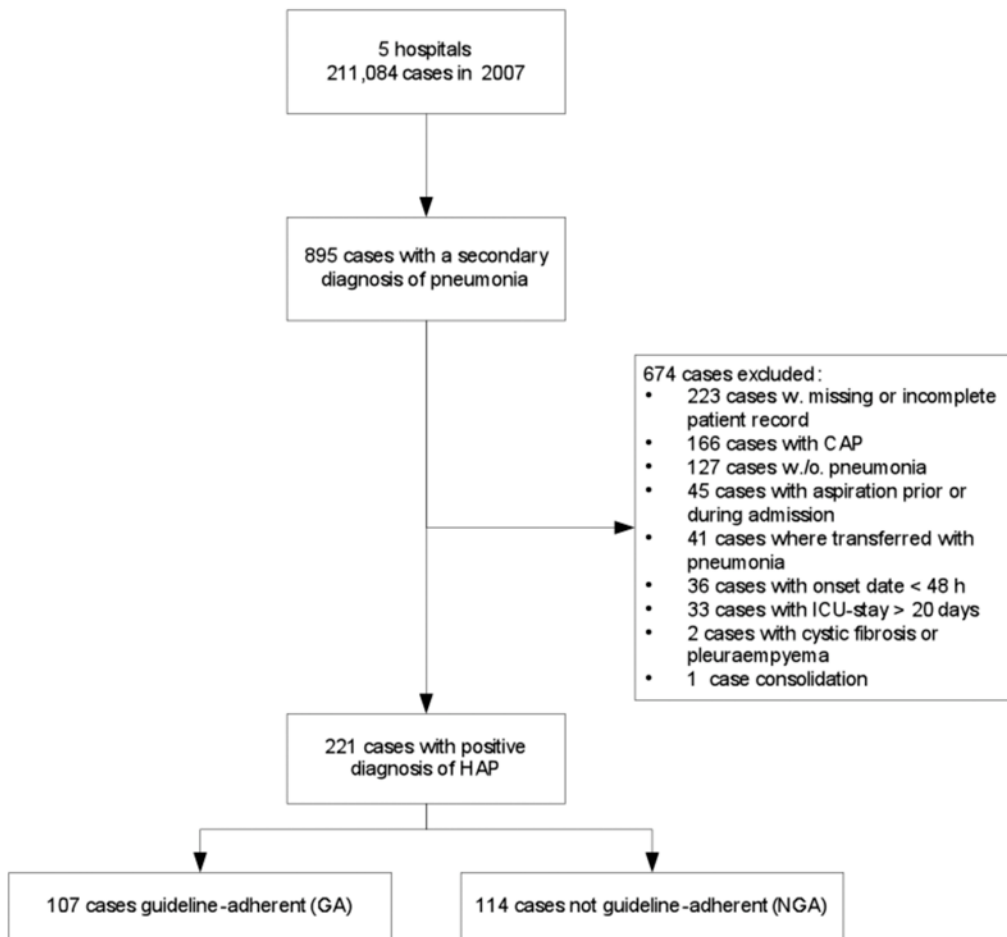 5 hospitals
211,084 cases in 2007
895 cases with a secondary
diagnosis of pneumonia
674 cases excluded:
• 223 cases w. missing or incomplete
patient record
• 166 cases with CAP
• 127 cases w./o. pneumonia
• 45 cases with aspiration prior or
during admission
• 41 cases where transferred with
pneumonia
• 36 cases with onset date < 48 h
• 33 cases with ICU-stay > 20 days
• 2 cases with cystic fibrosis or
pleuraempyema
• 1 case consolidation
221 cases with positive
diagnosis of HAP
107 cases guideline-adherent (GA)
114 cases not guideline-adherent (NGA)